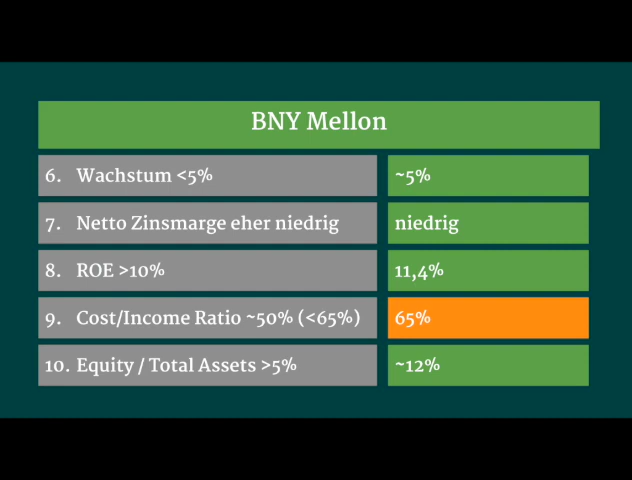 BNY Mellon
6. Wachstum <5% ~5%
7. Netto Zinsmarge eher niedrig niedrig
8. ROE >10% 11,4%
9. Cost/Income Ratio ~50% (<65%) 65%
10. Equity / Total Assets >5% ~12%